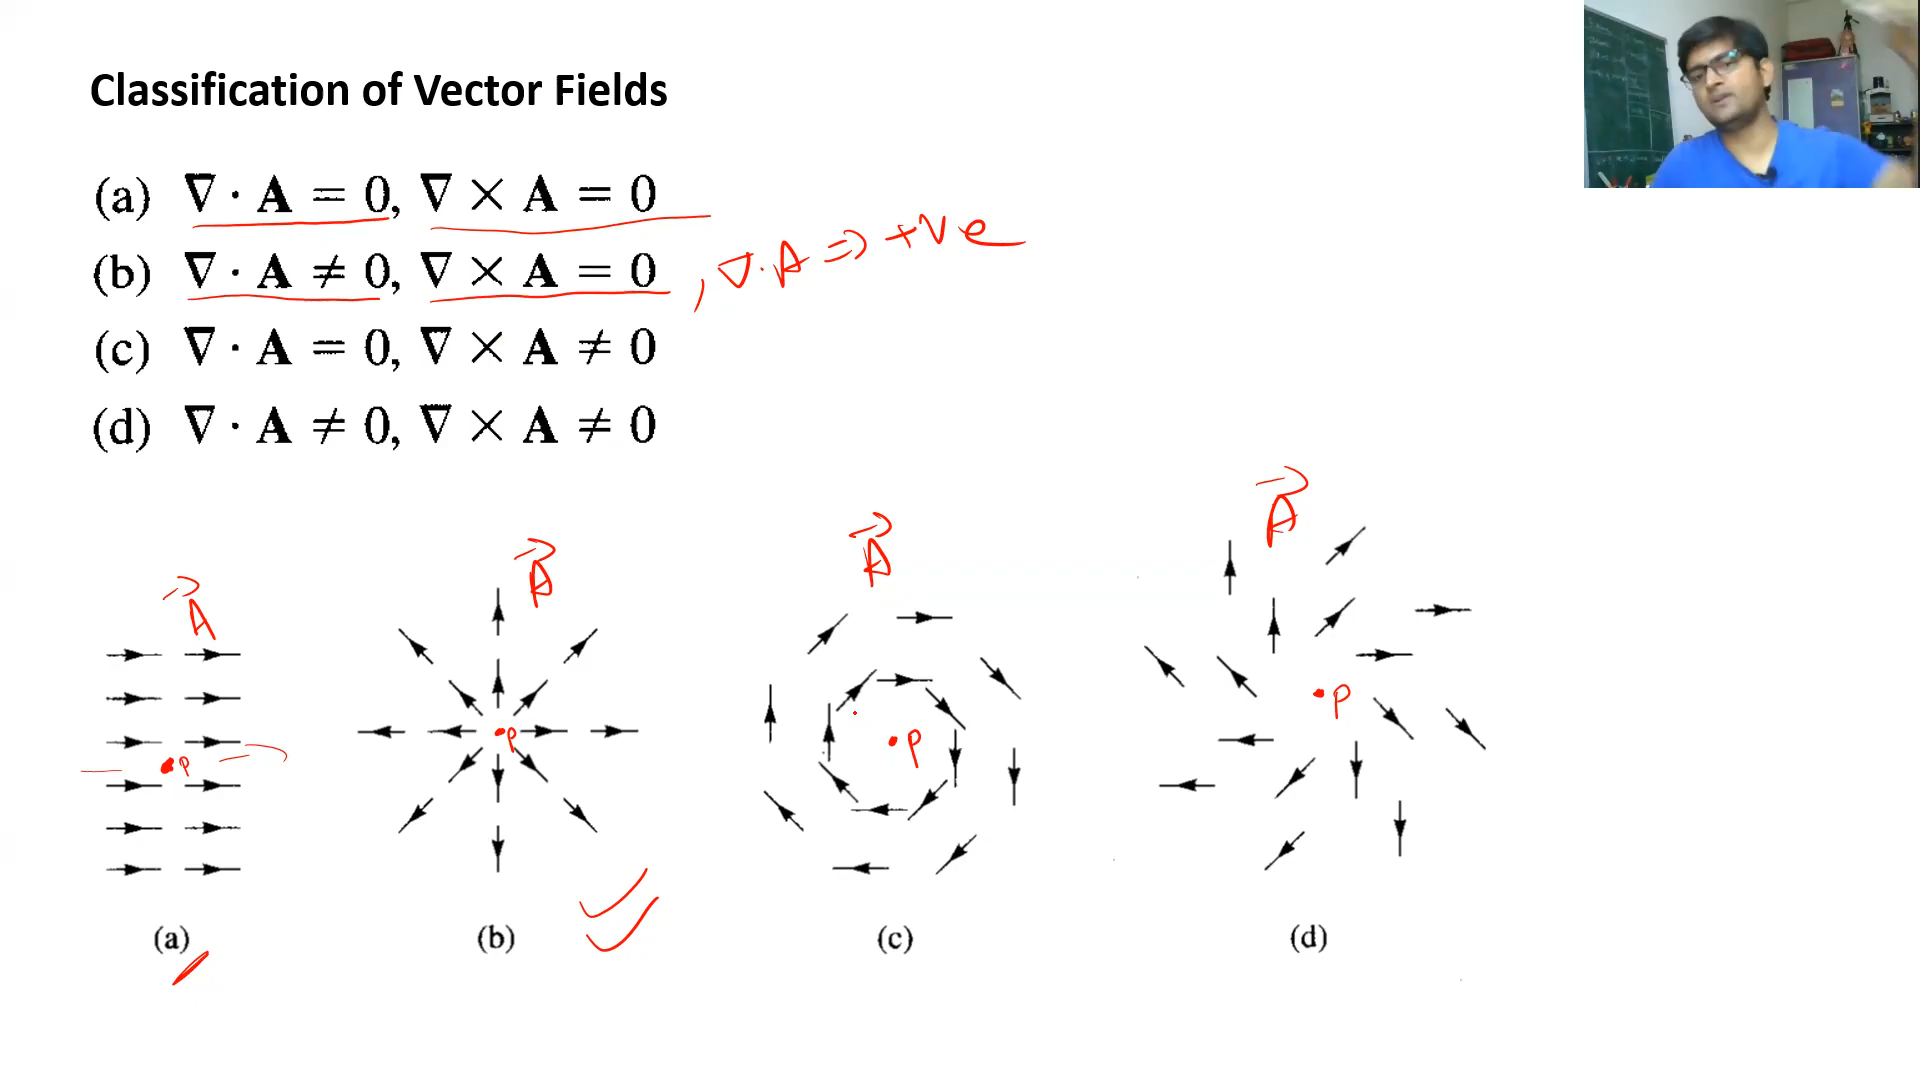 Classification of Vector Fields
(a) ∇ · A = 0, ∇ × A = 0
(b) ∇ · A ≠ 0, ∇ × A = 0 , ∇·A ⇒ +ve
(c) ∇ · A = 0, ∇ × A ≠ 0
(d) ∇ · A ≠ 0, ∇ × A ≠ 0
A⃗ A⃗ A⃗ A⃗
P P P P
(a) (b) (c) (d)